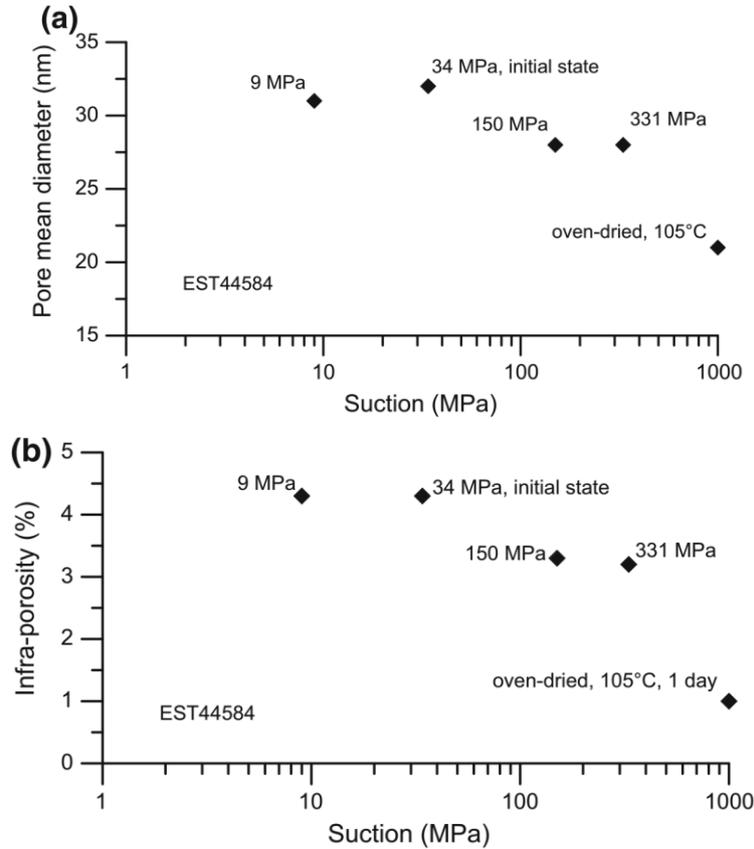 (a)
35
30
25
20
15
Pore mean diameter (nm)
9 MPa
34 MPa, initial state
150 MPa
331 MPa
oven-dried, 105°C
EST44584
1
10
100
1000
Suction (MPa)
(b)
5
4
3
2
1
0
Infra-porosity (%)
9 MPa
34 MPa, initial state
150 MPa
331 MPa
oven-dried, 105°C, 1 day
EST44584
1
10
100
1000
Suction (MPa)